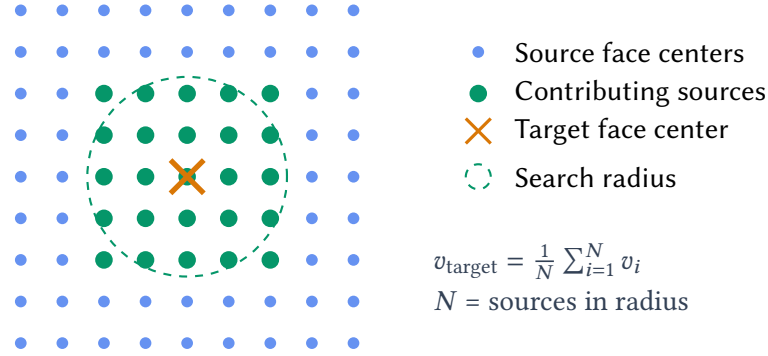 Source face centers
Contributing sources
Target face center
Search radius
v_target = 1/N ∑_{i=1}^{N} v_i
N = sources in radius